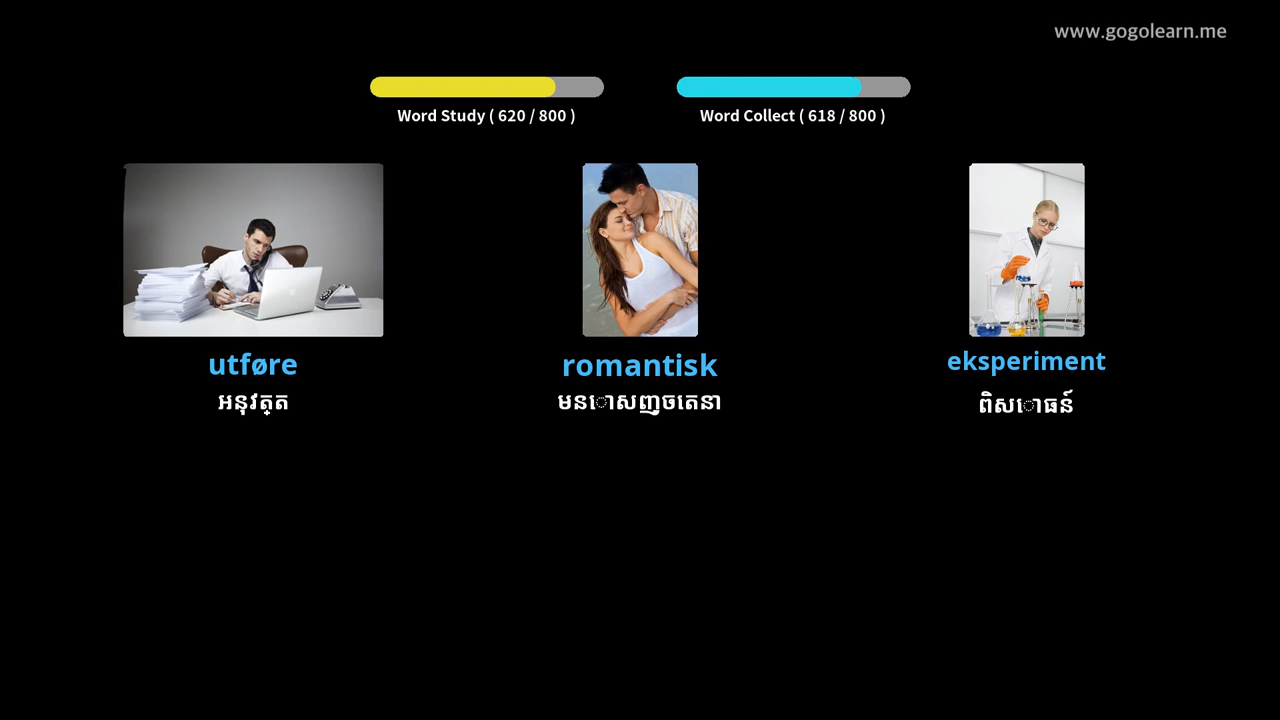 www.gogolearn.me
Word Study ( 620 / 800 )
Word Collect ( 618 / 800 )
utføre
romantisk
eksperiment
អនុវត្ត
មនោសញ្ចេតនា
ពិសោធន៍